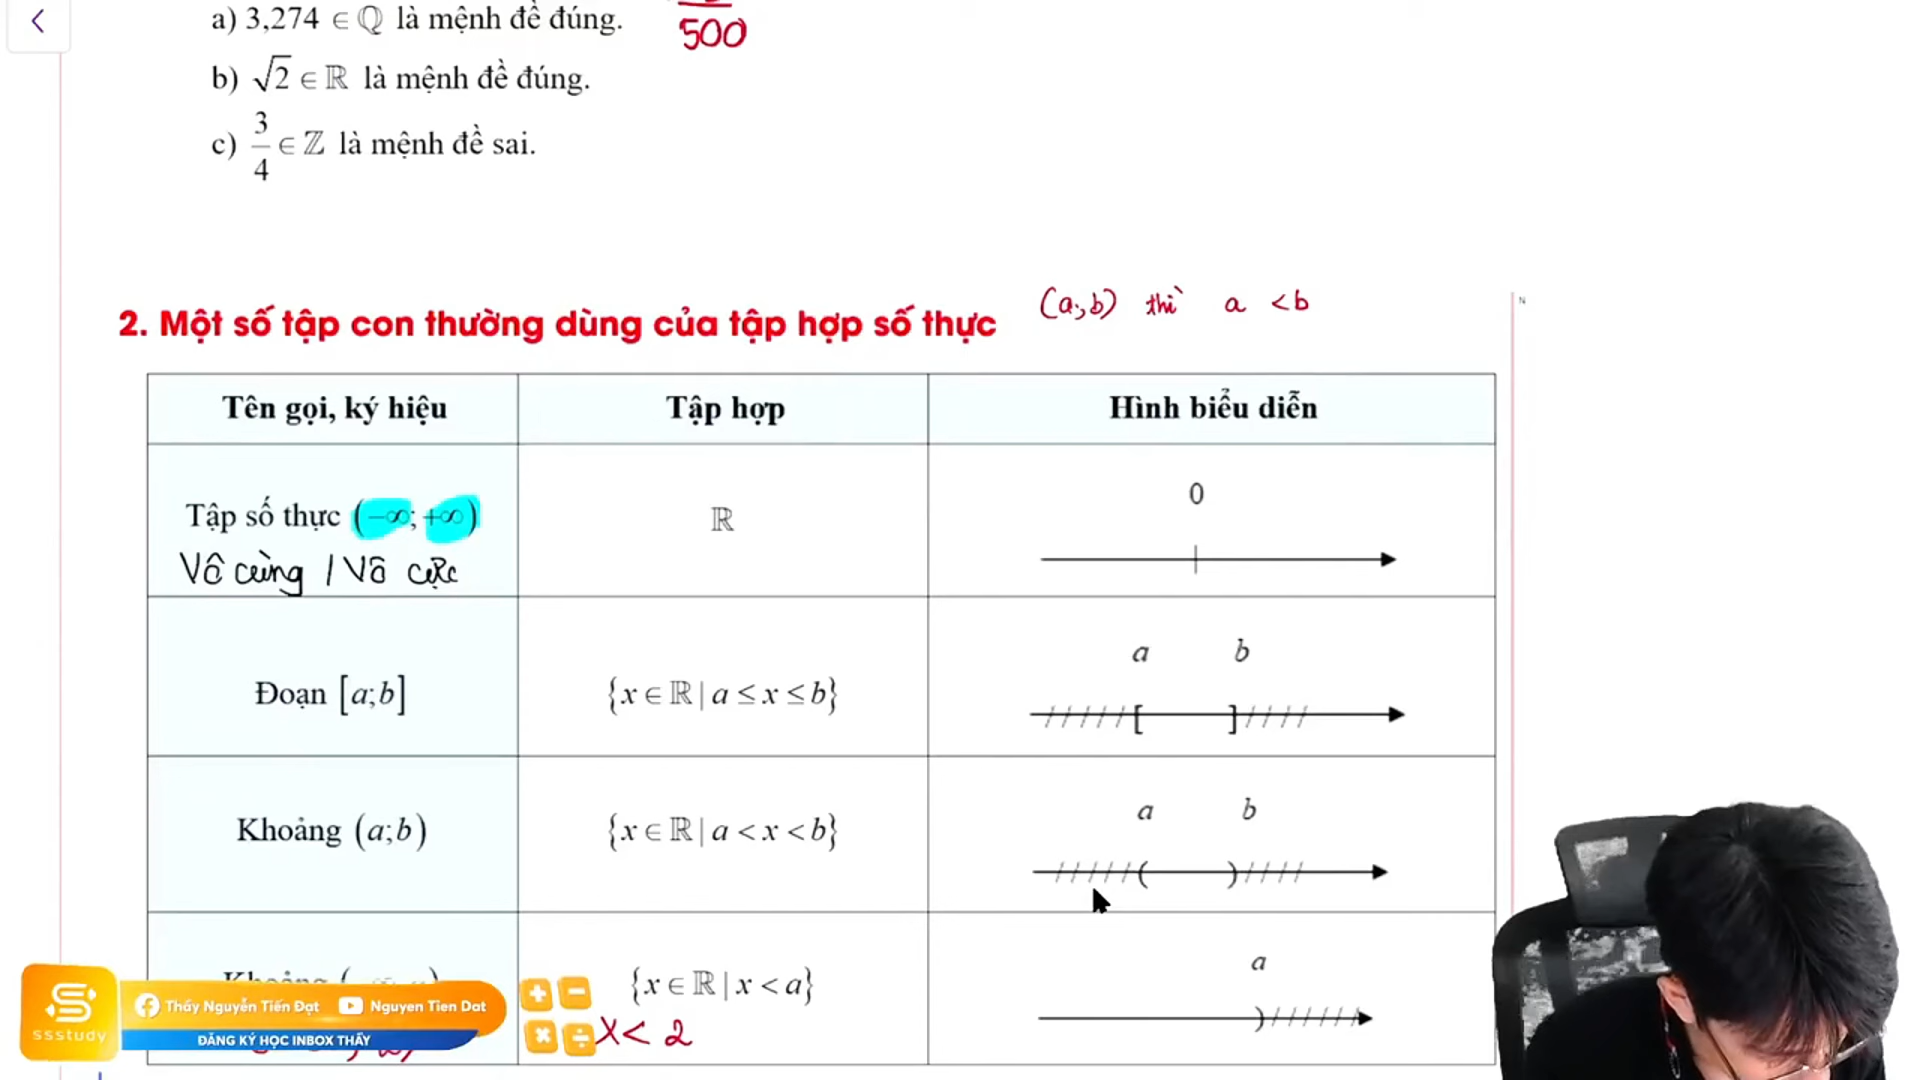 a) 3,274 ∈ ℚ là mệnh đề đúng.
500
b) √2 ∈ ℝ là mệnh đề đúng.
c) 3/4 ∈ ℤ là mệnh đề sai.
2. Một số tập con thường dùng của tập hợp số thực
(a;b) thì a < b
Tên gọi, ký hiệu
Tập hợp
Hình biểu diễn
Tập số thực (−∞; +∞)
Vô cùng / Vô cực
ℝ
0
Đoạn [a;b]
{x ∈ ℝ | a ≤ x ≤ b}
a b
Khoảng (a;b)
{x ∈ ℝ | a < x < b}
a b
Khoảng
{x ∈ ℝ | x < a}
x < 2
a
ssstudy
Thầy Nguyễn Tiến Đạt
Nguyen Tien Dat
ĐĂNG KÝ HỌC INBOX THẦY